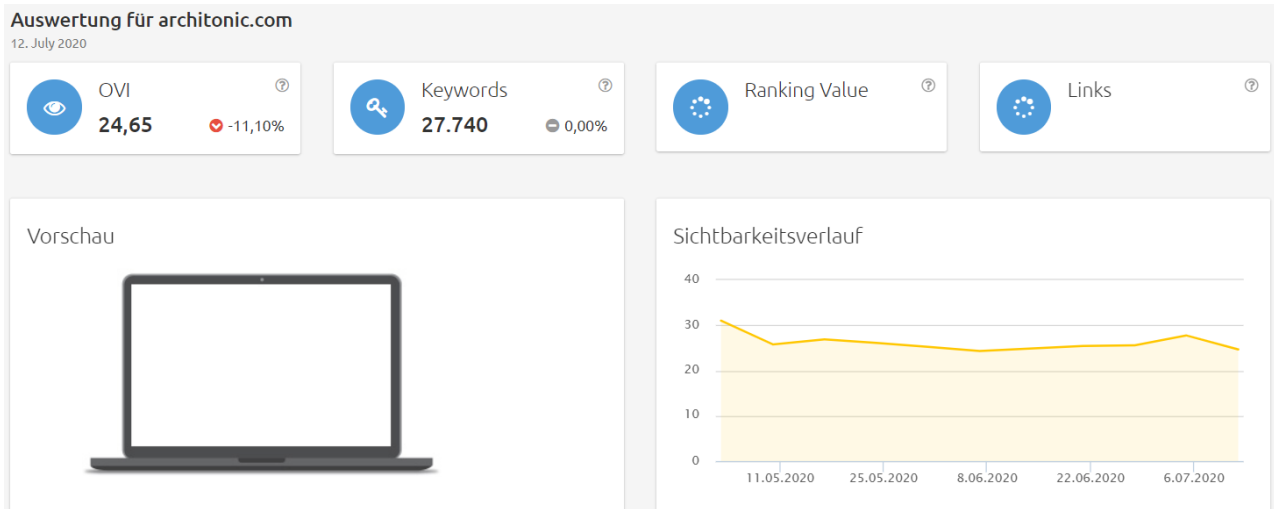 Auswertung für architonic.com
12. July 2020
OVI
24,65
-11,10%
Keywords
27.740
0,00%
Ranking Value
Links
Vorschau
Sichtbarkeitsverlauf
40
30
20
10
0
11.05.2020 25.05.2020 8.06.2020 22.06.2020 6.07.2020